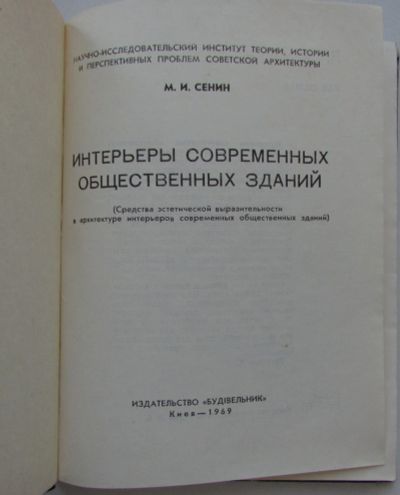 НАУЧНО-ИССЛЕДОВАТЕЛЬСКИЙ ИНСТИТУТ ТЕОРИИ, ИСТОРИИ
И ПЕРСПЕКТИВНЫХ ПРОБЛЕМ СОВЕТСКОЙ АРХИТЕКТУРЫ
М. И. СЕНИН
ИНТЕРЬЕРЫ СОВРЕМЕННЫХ
ОБЩЕСТВЕННЫХ ЗДАНИЙ
(Средства эстетической выразительности
в архитектуре интерьеров современных общественных зданий)
ИЗДАТЕЛЬСТВО «БУДІВЕЛЬНИК»
Киев—1969